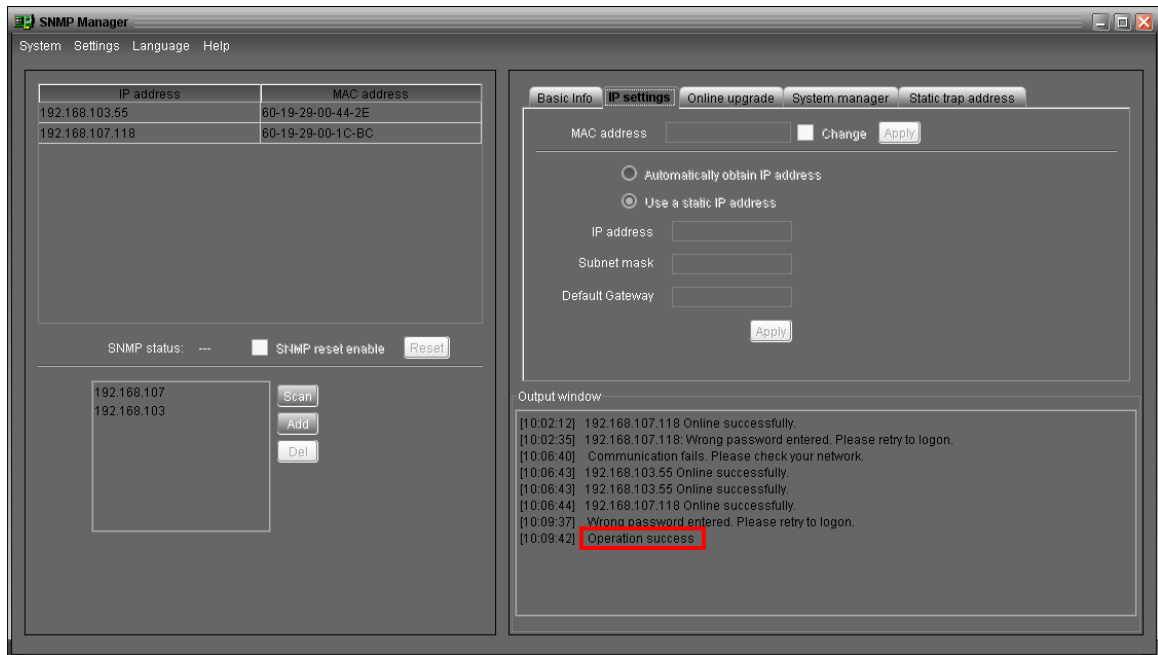 SNMP Manager
System Settings Language Help
IP address MAC address
192.168.103.55 60-19-29-00-44-2E
192.168.107.118 60-19-29-00-1C-BC
SNMP status: --- SNMP reset enable Reset
192.168.107
192.168.103
Scan
Add
Del
Basic Info IP settings Online upgrade System manager Static trap address
MAC address Change Apply
Automatically obtain IP address
Use a static IP address
IP address
Subnet mask
Default Gateway
Apply
Output window
[10:02:12] 192.168.107.118 Online successfully.
[10:02:35] 192.168.107.118: Wrong password entered. Please retry to logon.
[10:06:40] Communication fails. Please check your network.
[10:06:43] 192.168.103.55 Online successfully.
[10:06:43] 192.168.103.55 Online successfully.
[10:06:44] 192.168.107.118 Online successfully.
[10:09:37] Wrong password entered. Please retry to logon.
[10:09:42] Operation success